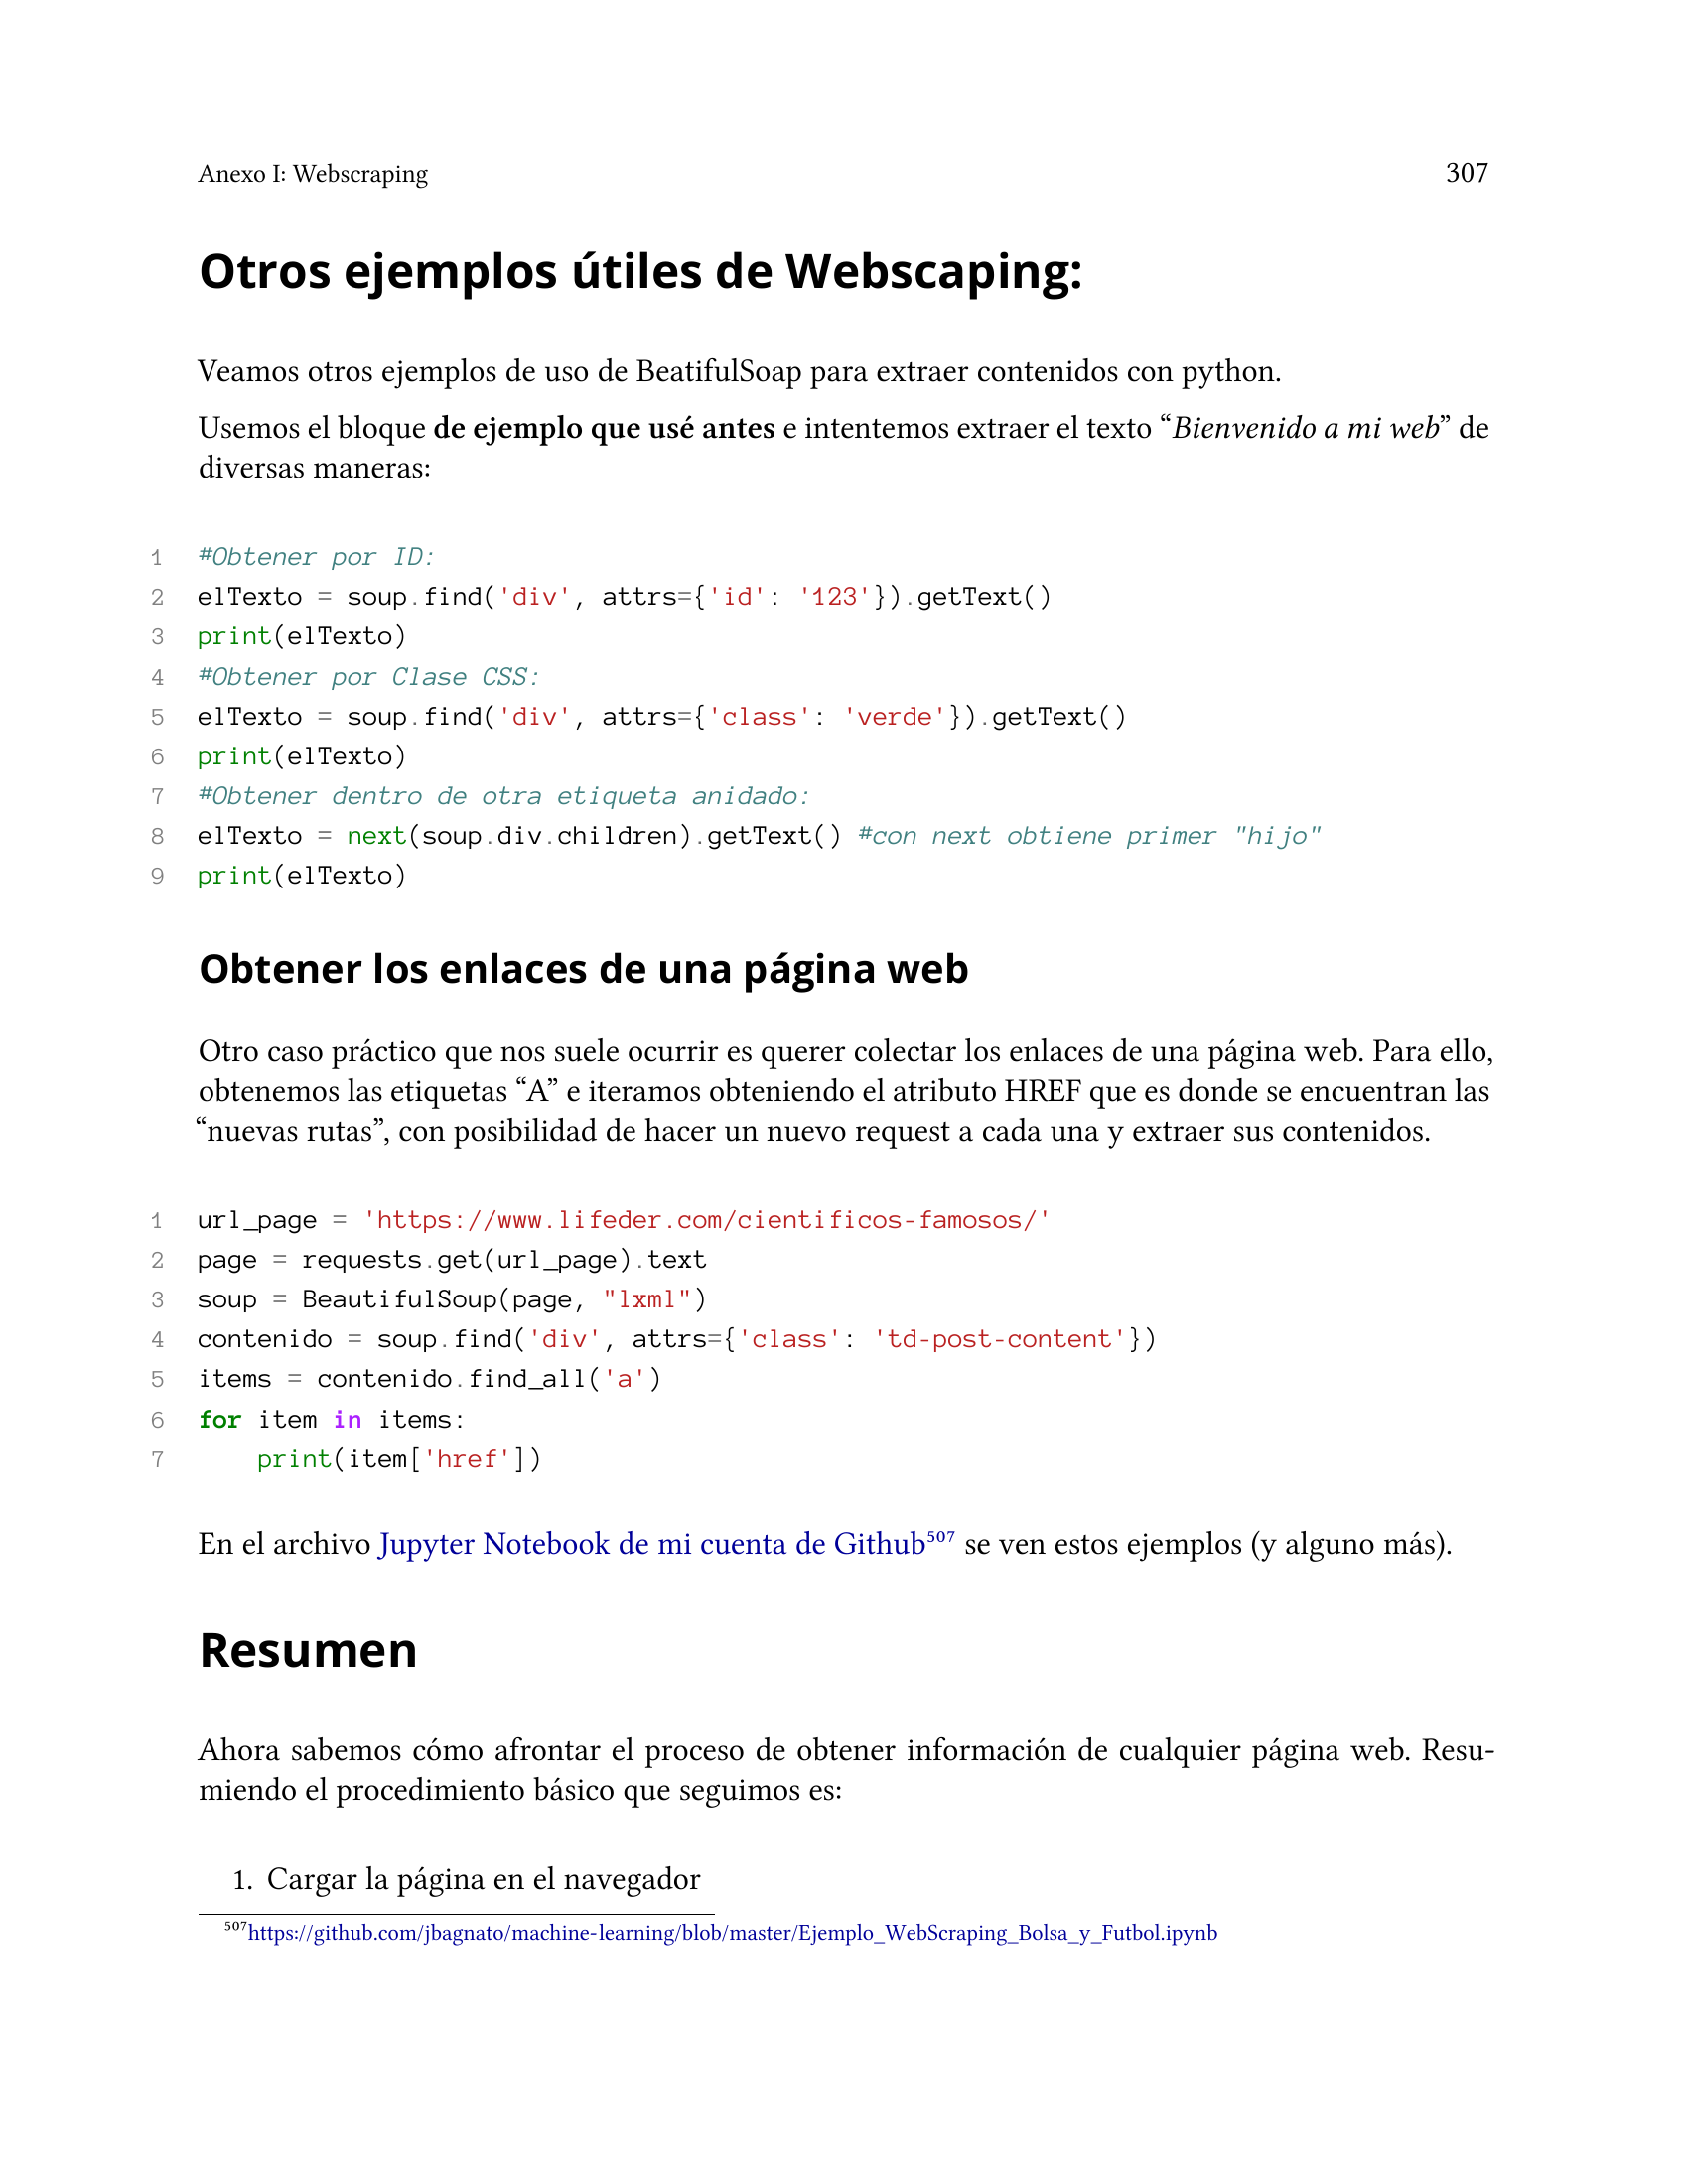 Anexo I: Webscraping 307
Otros ejemplos útiles de Webscaping:
Veamos otros ejemplos de uso de BeatifulSoap para extraer contenidos con python.
Usemos el bloque de ejemplo que usé antes e intentemos extraer el texto “Bienvenido a mi web” de
diversas maneras:
1 #Obtener por ID:
2 elTexto = soup.find('div', attrs={'id': '123'}).getText()
3 print(elTexto)
4 #Obtener por Clase CSS:
5 elTexto = soup.find('div', attrs={'class': 'verde'}).getText()
6 print(elTexto)
7 #Obtener dentro de otra etiqueta anidado:
8 elTexto = next(soup.div.children).getText() #con next obtiene primer "hijo"
9 print(elTexto)
Obtener los enlaces de una página web
Otro caso práctico que nos suele ocurrir es querer colectar los enlaces de una página web. Para ello,
obtenemos las etiquetas “A” e iteramos obteniendo el atributo HREF que es donde se encuentran las
“nuevas rutas”, con posibilidad de hacer un nuevo request a cada una y extraer sus contenidos.
1 url_page = 'https://www.lifeder.com/cientificos-famosos/'
2 page = requests.get(url_page).text
3 soup = BeautifulSoup(page, "lxml")
4 contenido = soup.find('div', attrs={'class': 'td-post-content'})
5 items = contenido.find_all('a')
6 for item in items:
7     print(item['href'])
En el archivo Jupyter Notebook de mi cuenta de Github⁵⁰⁷ se ven estos ejemplos (y alguno más).
Resumen
Ahora sabemos cómo afrontar el proceso de obtener información de cualquier página web. Resu-
miendo el procedimiento básico que seguimos es:
1. Cargar la página en el navegador
⁵⁰⁷https://github.com/jbagnato/machine-learning/blob/master/Ejemplo_WebScraping_Bolsa_y_Futbol.ipynb